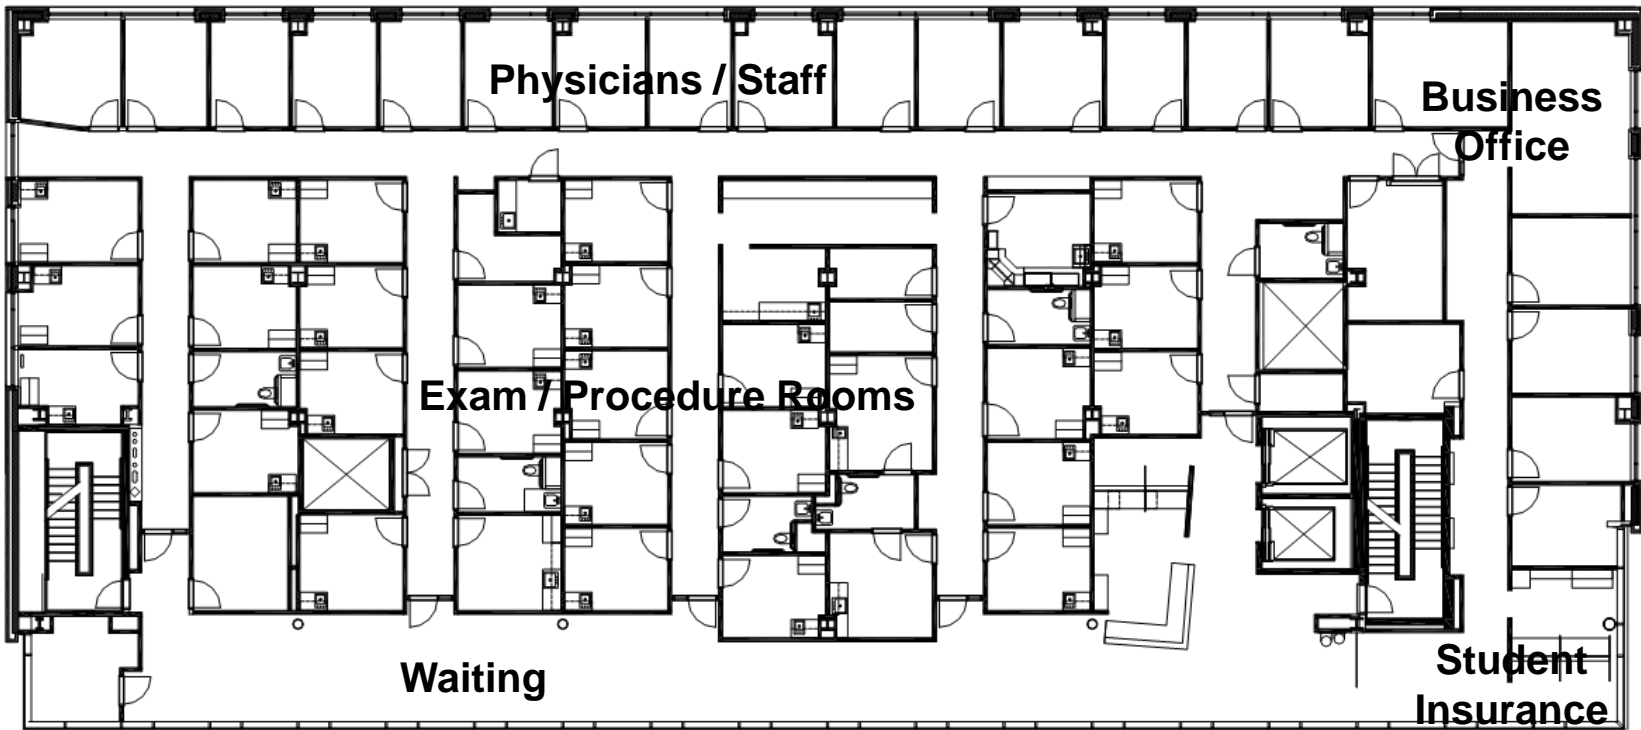 Physicians / Staff
Business
Office
Exam / Procedure Rooms
Waiting
Student
Insurance